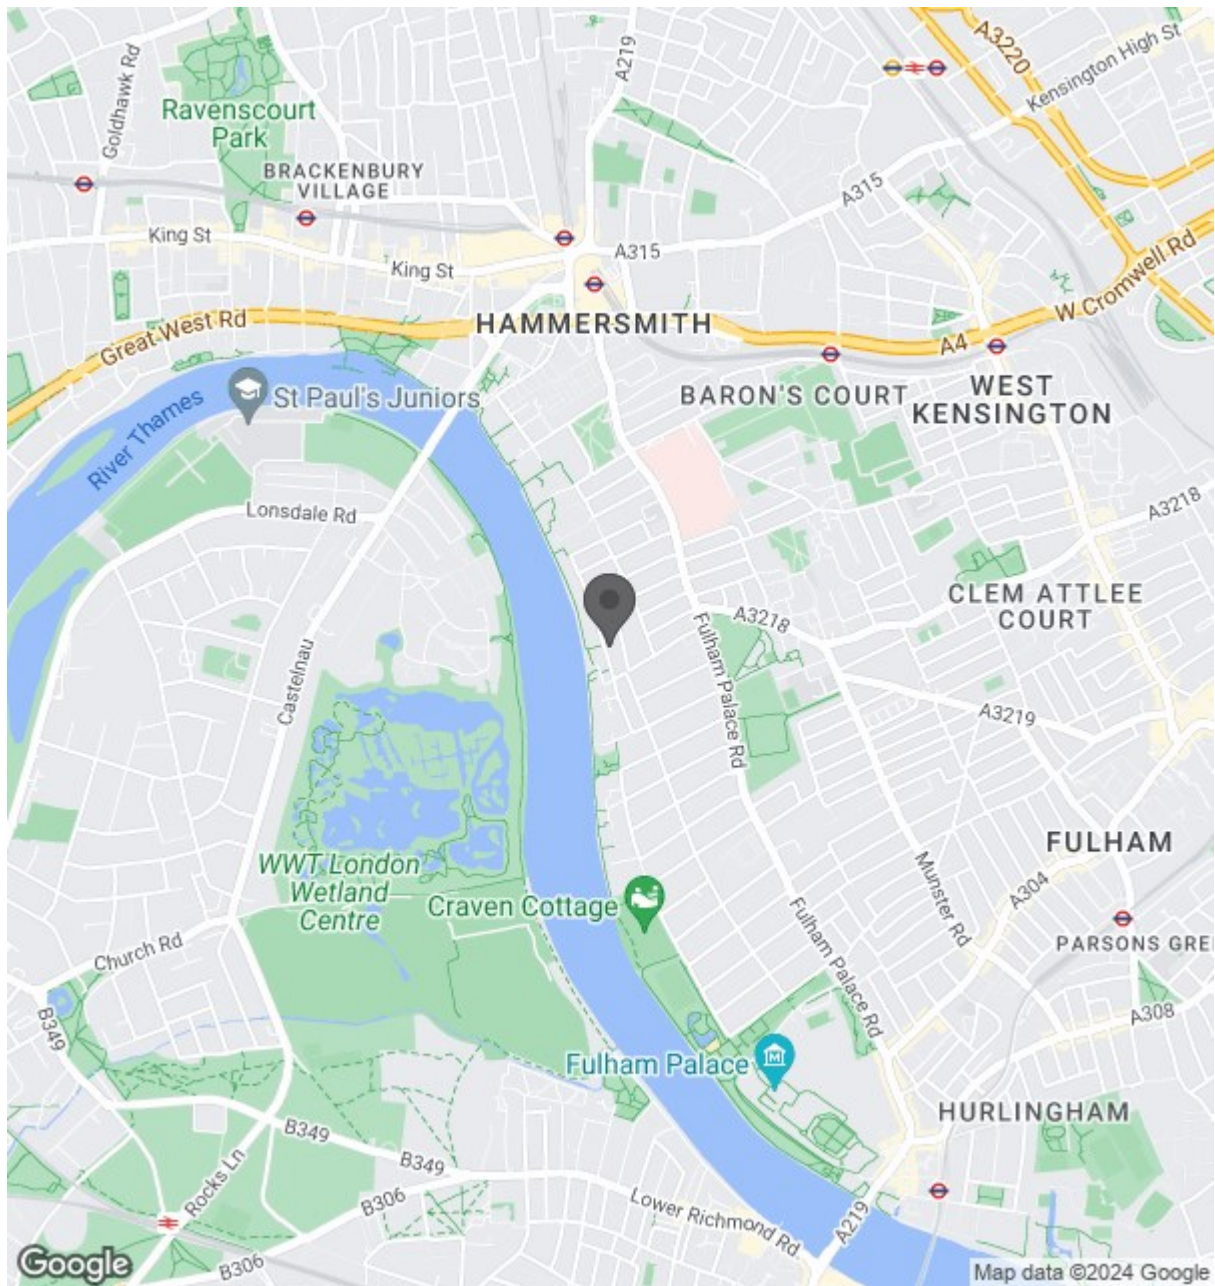 A219
A3220
Kensington High St
Goldhawk Rd
Ravenscourt
Park
BRACKENBURY
VILLAGE
A315
King St
King St
A315
W Cromwell Rd
Great West Rd
HAMMERSMITH
A4
River Thames
St Paul's Juniors
BARON'S COURT
WEST
KENSINGTON
Lonsdale Rd
A3218
CLEM ATTLEE
COURT
A3218
Castelnau
Fulham Palace Rd
A3219
FULHAM
WWT London
Wetland
Centre
Craven Cottage
Munster Rd
A304
Fulham Palace Rd
Church Rd
PARSONS GREE
B349
A308
Fulham Palace
HURLINGHAM
B349
B349
Rocks Ln
B306
Lower Richmond Rd
A219
B306
Google
Map data ©2024 Google